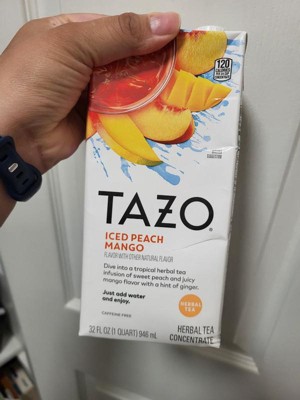 120
TAZO
ICED PEACH
MANGO
FLAVOR WITH OTHER NATURAL FLAVOR
Dive into a tropical herbal tea
infusion of sweet peach and juicy
mango flavor with a hint of ginger.
Just add water
and enjoy.
HERBAL
TEA
CAFFEINE-FREE
32 FL OZ (1 QUART) 946 mL
HERBAL TEA
CONCENTRATE